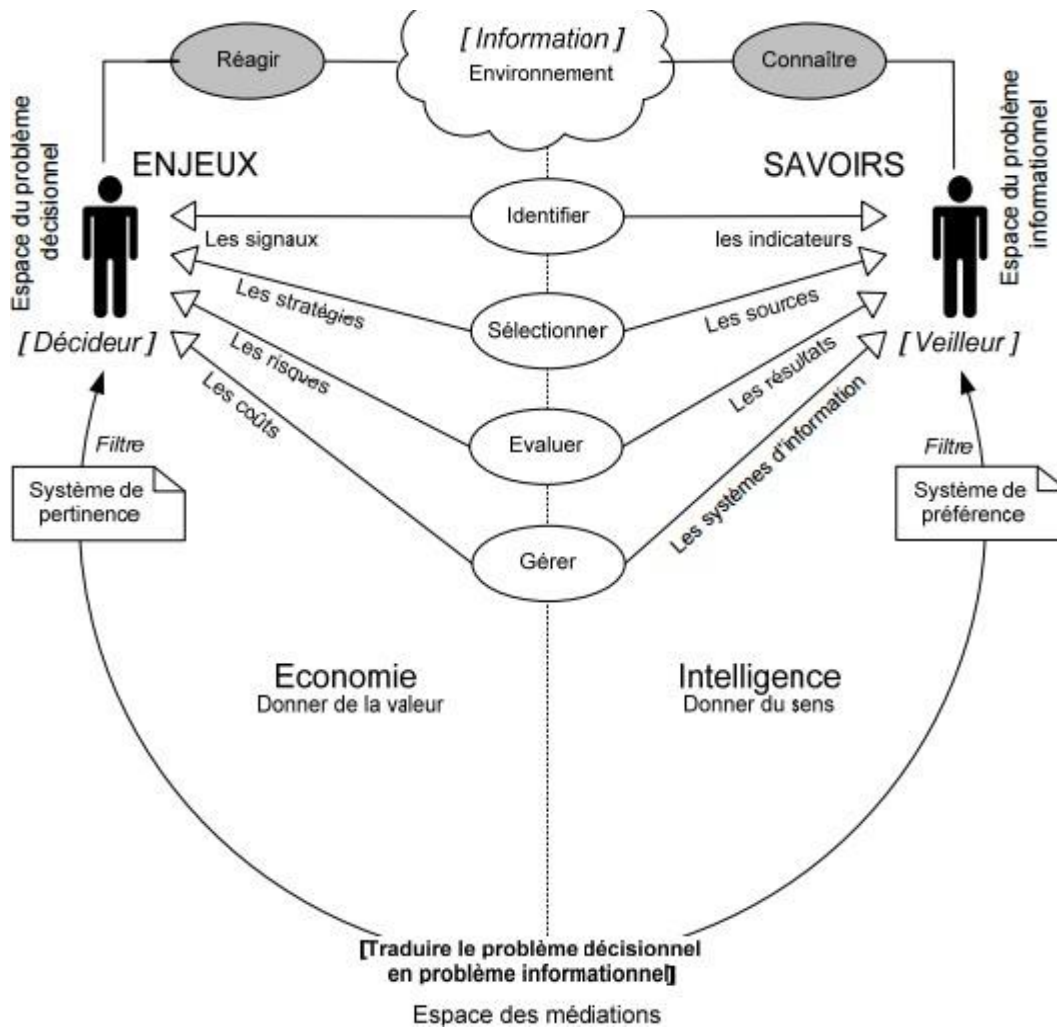 Réagir
[ Information ]
Environnement
Connaître
Espace du problème
décisionnel
ENJEUX
SAVOIRS
Espace du problème
informationnel
Identifier
Les signaux
les indicateurs
Les stratégies
Sélectionner
Les sources
[ Décideur ]
[ Veilleur ]
Les risques
Les résultats
Les coûts
Evaluer
Les systèmes d'information
Filtre
Filtre
Système de
pertinence
Système de
préférence
Gérer
Economie
Donner de la valeur
Intelligence
Donner du sens
[Traduire le problème décisionnel
en problème informationnel]
Espace des médiations